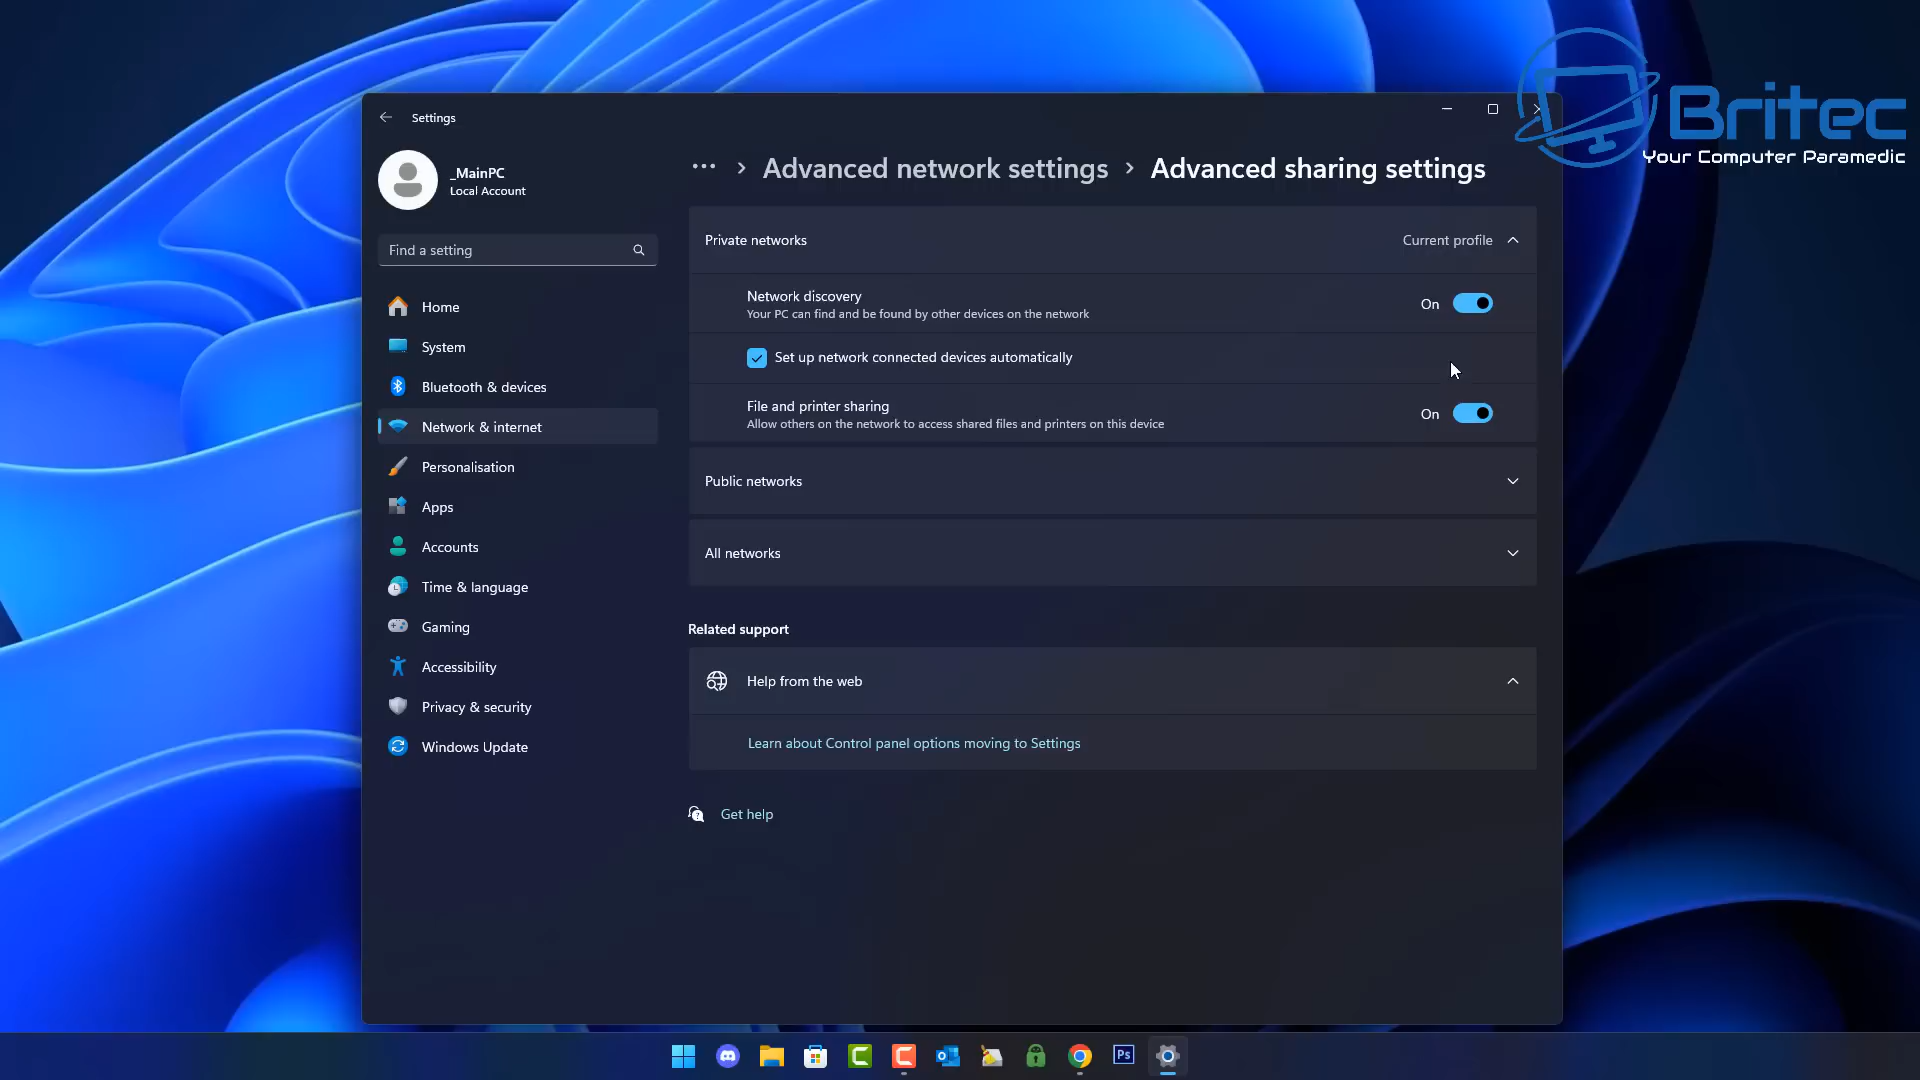 Settings
Britec
Your Computer Paramedic
_MainPC
Local Account
Find a setting
Home
System
Bluetooth & devices
Network & internet
Personalisation
Apps
Accounts
Time & language
Gaming
Accessibility
Privacy & security
Windows Update
··· > Advanced network settings > Advanced sharing settings
Private networks
Current profile
Network discovery
Your PC can find and be found by other devices on the network
On
Set up network connected devices automatically
File and printer sharing
Allow others on the network to access shared files and printers on this device
On
Public networks
All networks
Related support
Help from the web
Learn about Control panel options moving to Settings
Get help
Ps